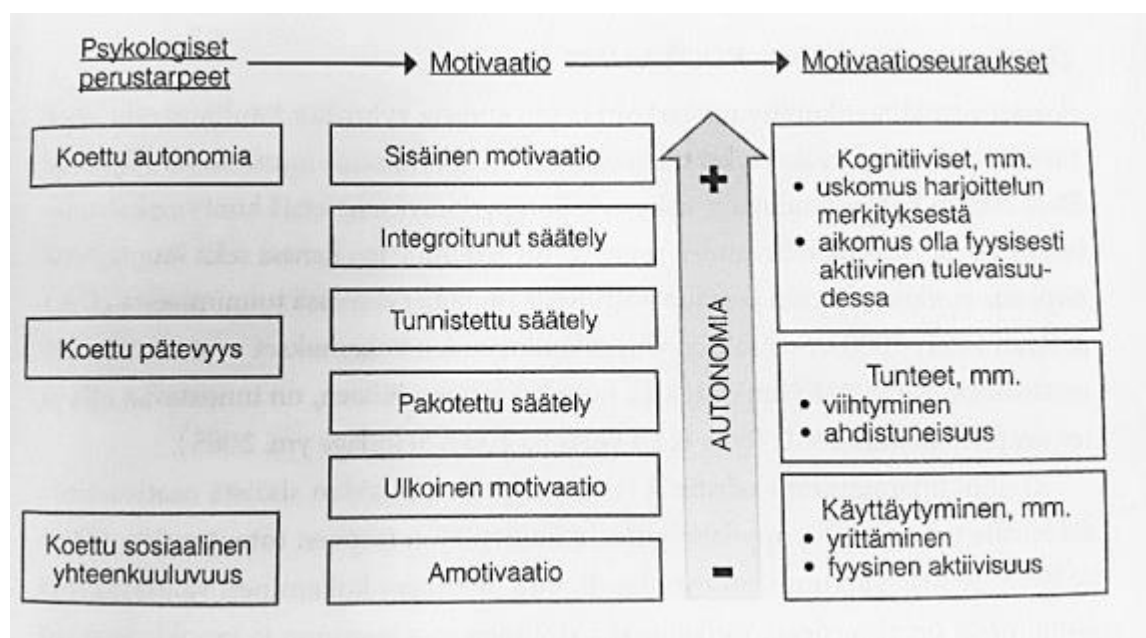 Psykologiset
perustarpeet
Motivaatio
Motivaatioseuraukset
Koettu autonomia
Koettu pätevyys
Koettu sosiaalinen
yhteenkuuluvuus
Sisäinen motivaatio
Integroitunut säätely
Tunnistettu säätely
Pakotettu säätely
Ulkoinen motivaatio
Amotivaatio
+
AUTONOMIA
-
Kognitiiviset, mm.
• uskomus harjoittelun
merkityksestä
• aikomus olla fyysisesti
aktiivinen tulevaisuu-
dessa
Tunteet, mm.
• viihtyminen
• ahdistuneisuus
Käyttäytyminen, mm.
• yrittäminen
• fyysinen aktiivisuus